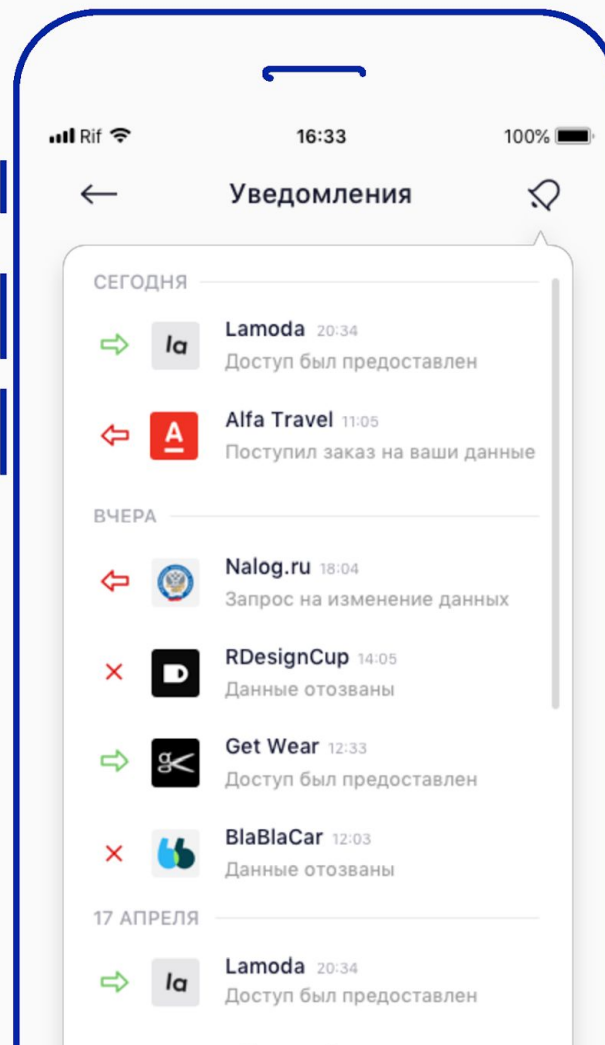 Rif 16:33 100%
Уведомления
СЕГОДНЯ
la Lamoda 20:34
Доступ был предоставлен
A Alfa Travel 11:05
Поступил заказ на ваши данные
ВЧЕРА
Nalog.ru 18:04
Запрос на изменение данных
RDesignCup 14:05
Данные отозваны
Get Wear 12:33
Доступ был предоставлен
BlaBlaCar 12:03
Данные отозваны
17 АПРЕЛЯ
la Lamoda 20:34
Доступ был предоставлен